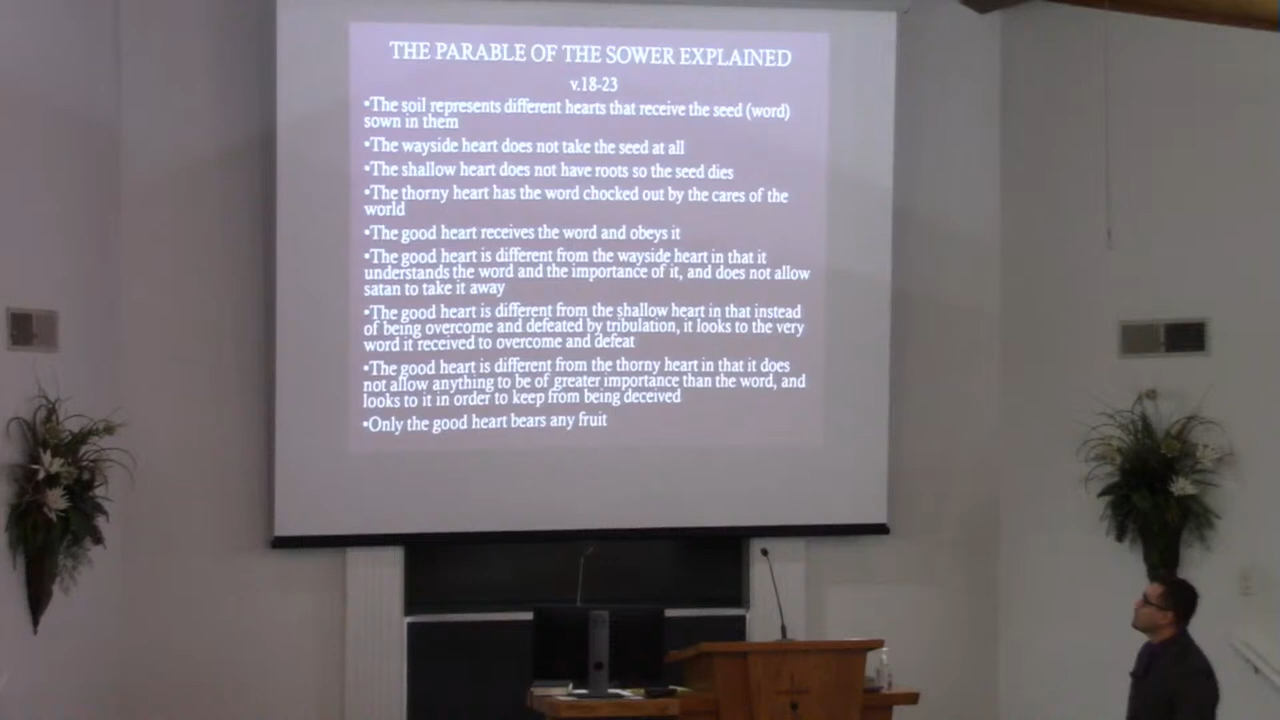 THE PARABLE OF THE SOWER EXPLAINED
v.18-23
•The soil represents different hearts that receive the seed (word)
sown in them
•The wayside heart does not take the seed at all
•The shallow heart does not have roots so the seed dies
•The thorny heart has the word chocked out by the cares of the
world
•The good heart receives the word and obeys it
•The good heart is different from the wayside heart in that it
understands the word and the importance of it, and does not allow
satan to take it away
•The good heart is different from the shallow heart in that instead
of being overcome and defeated by tribulation, it looks to the very
word it received to overcome and defeat
•The good heart is different from the thorny heart in that it does
not allow anything to be of greater importance than the word, and
looks to it in order to keep from being deceived
•Only the good heart bears any fruit